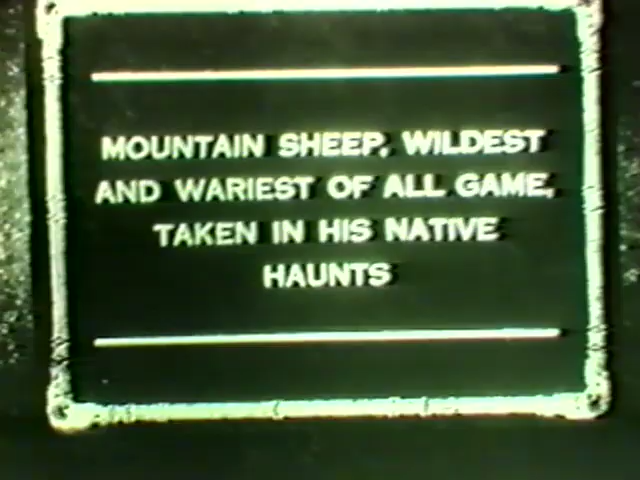 MOUNTAIN SHEEP, WILDEST
AND WARIEST OF ALL GAME,
TAKEN IN HIS NATIVE
HAUNTS